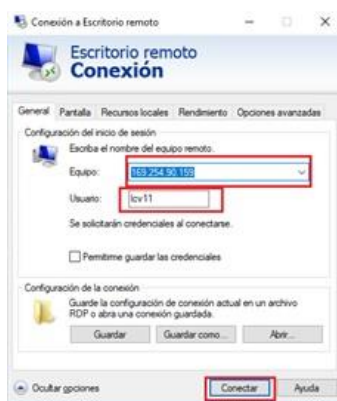 Conexión a Escritorio remoto
Escritorio remoto
Conexión
General Pantalla Recursos locales Rendimiento Opciones avanzadas
Configuración del inicio de sesión
Escriba el nombre del equipo remoto.
Equipo: 169.254.90.159
Usuario: lcv11
Se solicitarán credenciales al conectarse.
Permitirme guardar las credenciales
Configuración de la conexión
Guarde la configuración de conexión actual en un archivo
RDP o abra una conexión guardada.
Guardar Guardar como... Abrir...
Ocultar opciones Conectar Ayuda